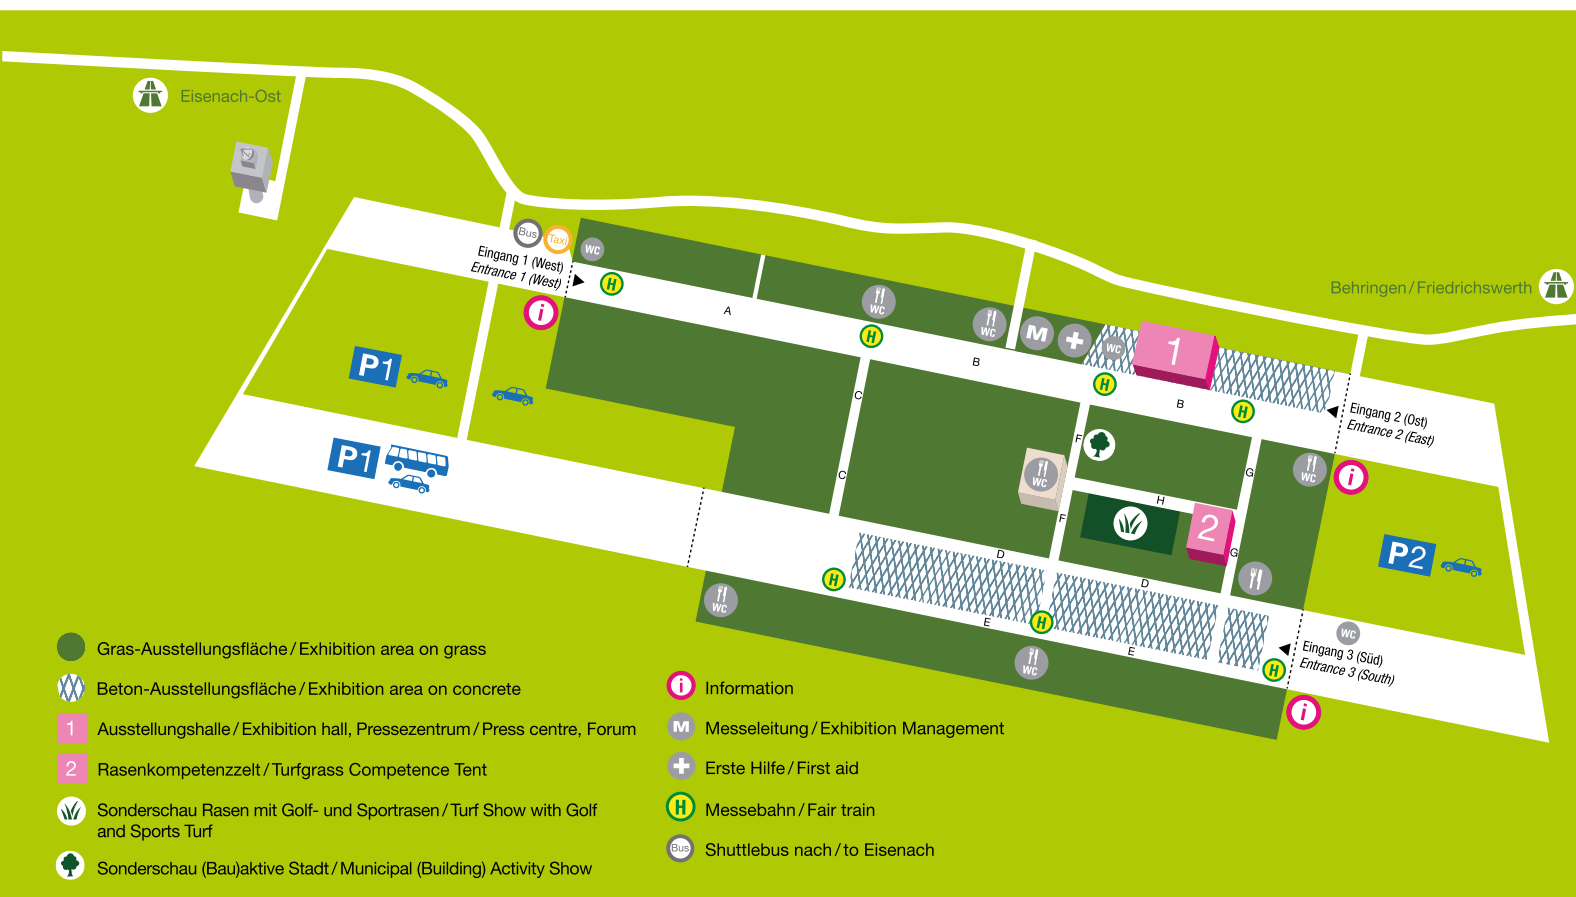 Eisenach-Ost
Bus
Taxi
WC
Eingang 1 (West)
Entrance 1 (West)
H
i
A
WC
H
WC
M
WC
1
Behringen / Friedrichswerth
B
H
B
H
Eingang 2 (Ost)
Entrance 2 (East)
P1
C
F
WC
i
G
C
WC
H
F
2
G
P1
D
P2
D
H
WC
E
H
E
WC
WC
H
Eingang 3 (Süd)
Entrance 3 (South)
i
Gras-Ausstellungsfläche / Exhibition area on grass
Beton-Ausstellungsfläche / Exhibition area on concrete
1 Ausstellungshalle / Exhibition hall, Pressezentrum / Press centre, Forum
2 Rasenkompetenzzelt / Turfgrass Competence Tent
Sonderschau Rasen mit Golf- und Sportrasen / Turf Show with Golf
and Sports Turf
Sonderschau (Bau)aktive Stadt / Municipal (Building) Activity Show
i Information
M Messeleitung / Exhibition Management
Erste Hilfe / First aid
H Messebahn / Fair train
Bus Shuttlebus nach / to Eisenach